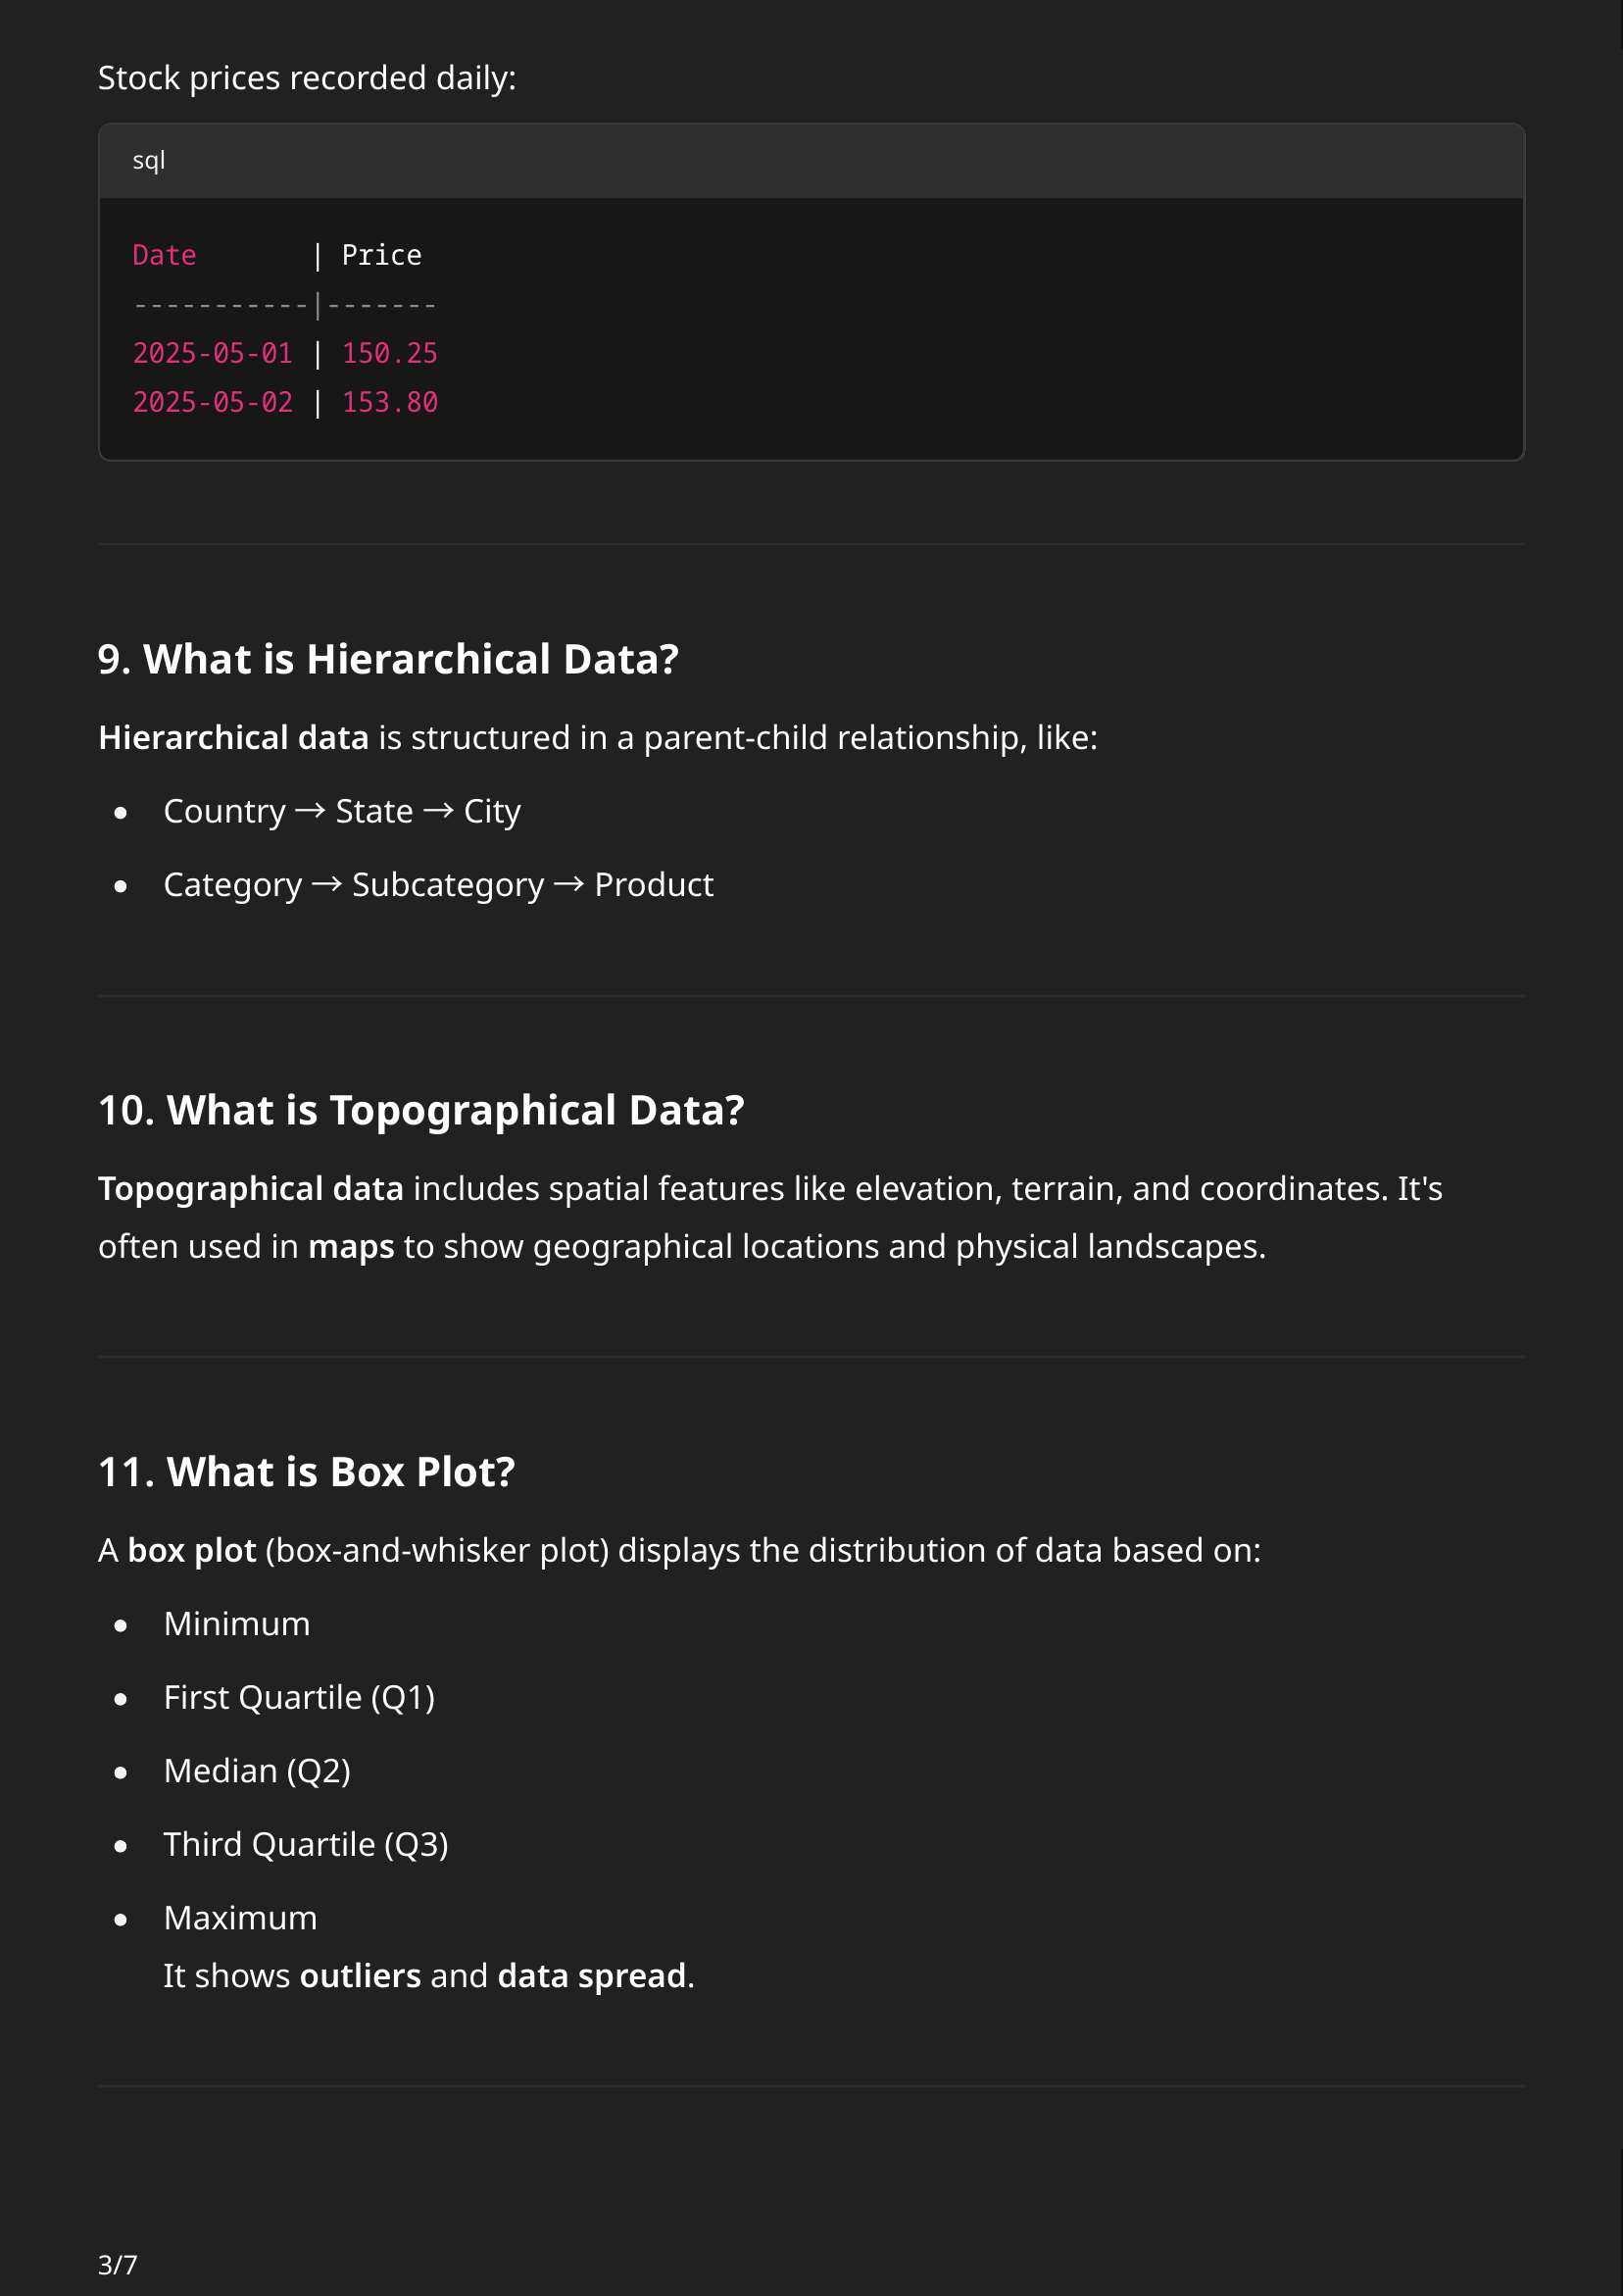 Stock prices recorded daily:
sql
Date       | Price
-----------|-------
2025-05-01 | 150.25
2025-05-02 | 153.80
9. What is Hierarchical Data?
Hierarchical data is structured in a parent-child relationship, like:
● Country → State → City
● Category → Subcategory → Product
10. What is Topographical Data?
Topographical data includes spatial features like elevation, terrain, and coordinates. It's
often used in maps to show geographical locations and physical landscapes.
11. What is Box Plot?
A box plot (box-and-whisker plot) displays the distribution of data based on:
● Minimum
● First Quartile (Q1)
● Median (Q2)
● Third Quartile (Q3)
● Maximum
It shows outliers and data spread.
3/7